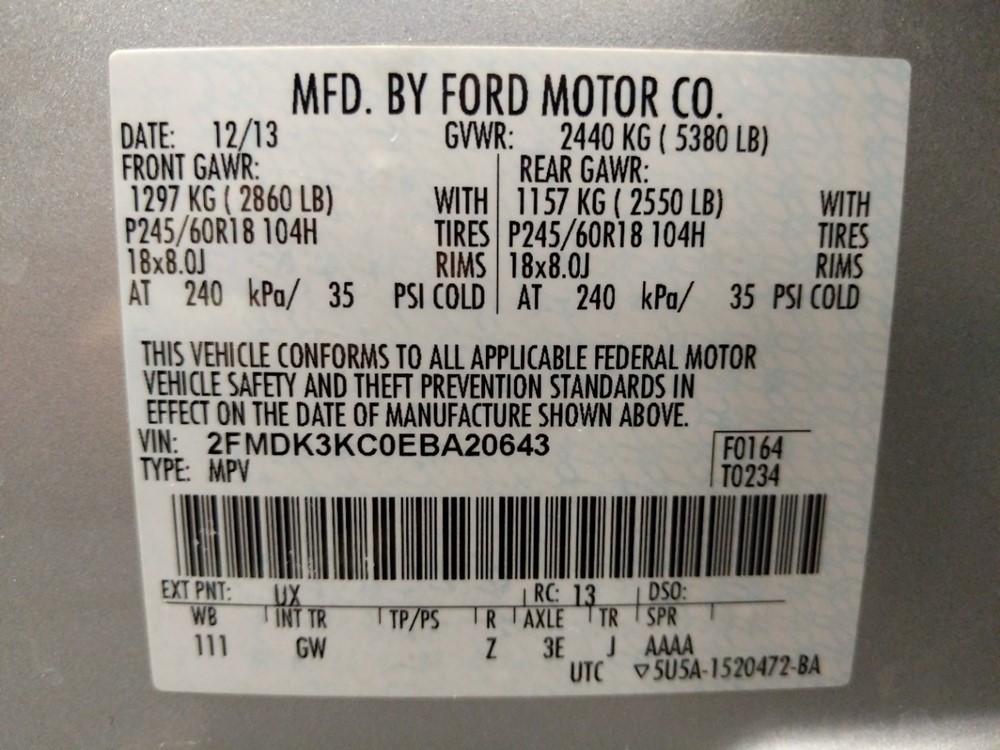 MFD. BY FORD MOTOR CO.
DATE: 12/13 GVWR: 2440 KG ( 5380 LB)
FRONT GAWR: REAR GAWR:
1297 KG ( 2860 LB) WITH 1157 KG ( 2550 LB) WITH
P245/60R18 104H TIRES P245/60R18 104H TIRES
18x8.0J RIMS 18x8.0J RIMS
AT 240 kPa/ 35 PSI COLD AT 240 kPa/ 35 PSI COLD
THIS VEHICLE CONFORMS TO ALL APPLICABLE FEDERAL MOTOR
VEHICLE SAFETY AND THEFT PREVENTION STANDARDS IN
EFFECT ON THE DATE OF MANUFACTURE SHOWN ABOVE.
VIN: 2FMDK3KC0EBA20643 F0164
TYPE: MPV T0234
EXT PNT: UX RC: 13 DSO:
WB INT TR TP/PS R AXLE TR SPR
111 GW Z 3E J AAAA
UTC ▽5U5A-1520472-BA